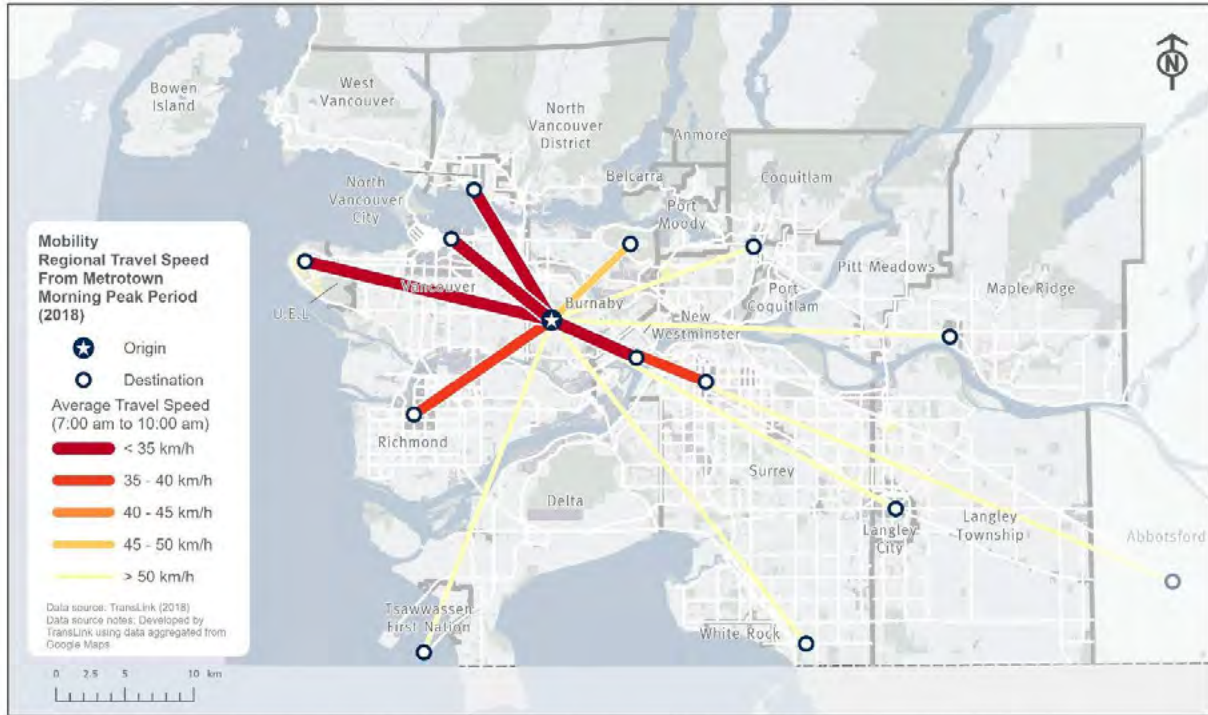 Bowen
Island
West
Vancouver
North
Vancouver
District
Anmore
N
North
Vancouver
City
Belcarra
Port
Moody
Coquitlam
Pitt Meadows
Maple Ridge
Port
Coquitlam
Vancouver
U.E.L
Burnaby
New
Westminster
Richmond
Surrey
Delta
Langley
City
Langley
Township
Abbotsford
Tsawwassen
First Nation
White Rock
Mobility
Regional Travel Speed
From Metrotown
Morning Peak Period
(2018)
Origin
Destination
Average Travel Speed
(7:00 am to 10:00 am)
< 35 km/h
35 - 40 km/h
40 - 45 km/h
45 - 50 km/h
> 50 km/h
Data source: TransLink (2018)
Data source notes: Developed by
TransLink using data aggregated from
Google Maps
0 2.5 5 10 km